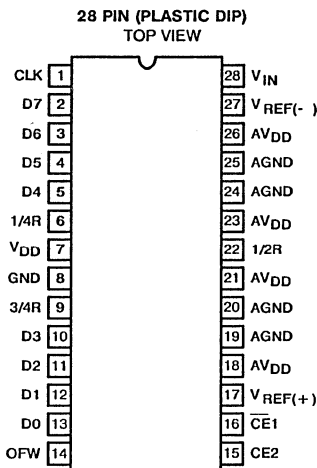 28 PIN (PLASTIC DIP)
TOP VIEW
CLK 1 28 VIN
D7 2 27 VREF(-)
D6 3 26 AVDD
D5 4 25 AGND
D4 5 24 AGND
1/4R 6 23 AVDD
VDD 7 22 1/2R
GND 8 21 AVDD
3/4R 9 20 AGND
D3 10 19 AGND
D2 11 18 AVDD
D1 12 17 VREF(+)
D0 13 16 C̅E̅1
OFW 14 15 CE2